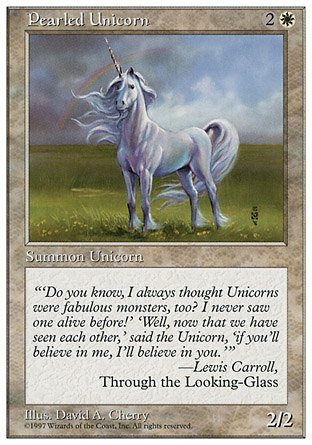 Pearled Unicorn 2
Summon Unicorn
“‘Do you know, I always thought Unicorns
were fabulous monsters, too? I never saw
one alive before!’ ‘Well, now that we have
seen each other,’ said the Unicorn, ‘if you’ll
believe in me, I’ll believe in you.’”
—Lewis Carroll,
Through the Looking-Glass
2/2
Illus. David A. Cherry
©1997 Wizards of the Coast, Inc. All rights reserved.